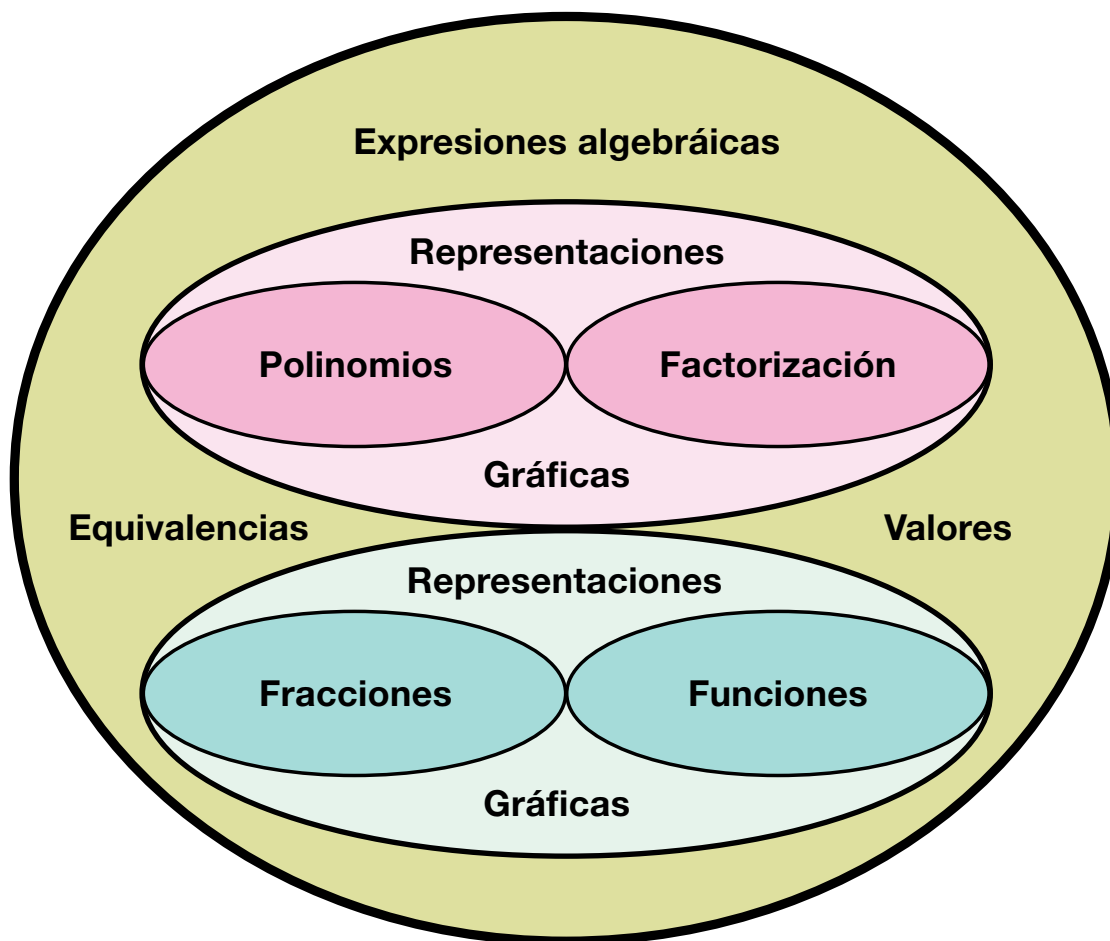 Expresiones algebráicas
Representaciones
Polinomios
Factorización
Gráficas
Equivalencias
Valores
Representaciones
Fracciones
Funciones
Gráficas